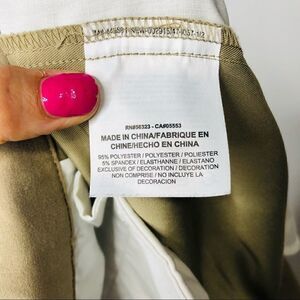 RN#56323 - CA#05553
MADE IN CHINA/FABRIQUE EN
CHINE/HECHO EN CHINA
95% POLYESTER / POLYESTER / POLIESTER
5% SPANDEX / ELASTHANNE / ELASTANO
EXCLUSIVE OF DECORATION / DECORATION
NON COMPRISE / NO INCLUYE LA
DECORACION